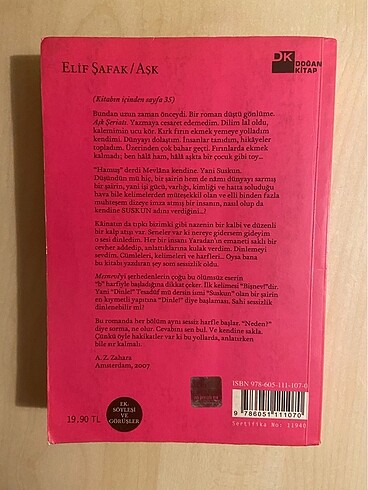 ELİF ŞAFAK/AŞK
DK
DOĞAN
KİTAP
(Kitabın içinden sayfa 35)
Bundan uzun zaman önceydi. Bir roman düştü gönlüme.
Aşk Şeriatı. Yazmaya cesaret edemedim. Dilim lal oldu,
kalemimin ucu kör. Kırk fırın ekmek yemeye yolladım
kendimi. Dünyayı dolaştım. İnsanlar tanıdım, hikâyeler
topladım. Üzerinden çok bahar geçti. Fırınlarda ekmek
kalmadı; ben hâlâ ham, hâlâ aşkta bir çocuk gibi toy...
"Hamuş" derdi Mevlâna kendine. Yani Suskun.
Düşündün mü hiç, bir şairin hem de nâmı dünyayı sarmış
bir şairin, yani işi gücü, varlığı, kimliği ve hatta soluduğu
hava bile kelimelerden müteşekkil olan ve elli binden fazla
muhteşem dizeye imza atmış bir insanın, nasıl olup da
kendine SUSKUN adını verdiğini...?
Kâinatın da tıpkı bizimki gibi nazenin bir kalbi ve düzenli
bir kalp atışı var. Seneler var ki nereye gidersem gideyim
o sesi dinledim. Her bir insanı Yaradan'ın emaneti saklı bir
cevher addedip, anlattıklarına kulak verdim. Dinlemeyi
sevdim. Cümleleri, kelimeleri ve harfleri... Oysa bana
bu kitabı yazdıran şey som sessizlik oldu.
Mesnevi'yi şerhedenlerin çoğu bu ölümsüz eserin
"b" harfiyle başladığına dikkat çeker. İlk kelimesi "Bişnev!"dir.
Yani "Dinle!" Tesadüf mü dersin ismi "Suskun" olan bir şairin
en kıymetli yapıtına "Dinle!" diye başlaması. Sahi sessizlik
dinlenebilir mi?
Bu romanda her bölüm aynı sessiz harfle başlar. "Neden?"
diye sorma, ne olur. Cevabını sen bul. Ve kendine sakla.
Çünkü öyle hakikatler var ki bu yollarda, anlatırken
bile sır kalmalı.
A. Z. Zahara
Amsterdam, 2007
19.90 TL
EK:
SÖYLEŞİ VE
GÖRÜŞLER
ISBN 978-605-111-107-0
9 786051 111070
Sertifika No: 11940